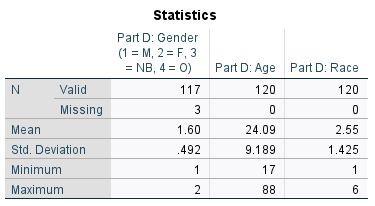 Statistics
Part D: Gender
(1 = M, 2 = F, 3
= NB, 4 = O) Part D: Age Part D: Race
N Valid 117 120 120
Missing 3 0 0
Mean 1.60 24.09 2.55
Std. Deviation .492 9.189 1.425
Minimum 1 17 1
Maximum 2 88 6